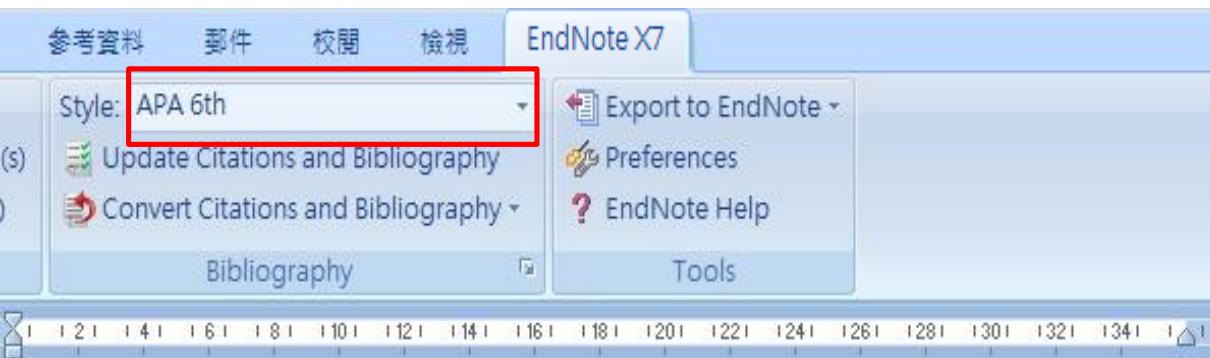 參考資料 郵件 校閱 檢視 EndNote X7
Style: APA 6th Export to EndNote
(s) Update Citations and Bibliography Preferences
) Convert Citations and Bibliography ? EndNote Help
Bibliography Tools
2 4 6 8 10 12 14 16 18 20 22 24 26 28 30 32 34